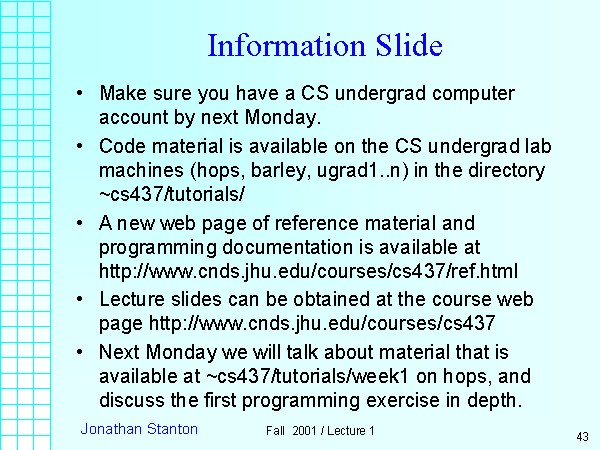 Information Slide
• Make sure you have a CS undergrad computer
account by next Monday.
• Code material is available on the CS undergrad lab
machines (hops, barley, ugrad1..n) in the directory
~cs437/tutorials/
• A new web page of reference material and
programming documentation is available at
http://www.cnds.jhu.edu/courses/cs437/ref.html
• Lecture slides can be obtained at the course web
page http://www.cnds.jhu.edu/courses/cs437
• Next Monday we will talk about material that is
available at ~cs437/tutorials/week1 on hops, and
discuss the first programming exercise in depth.
Jonathan Stanton Fall 2001 / Lecture 1 43